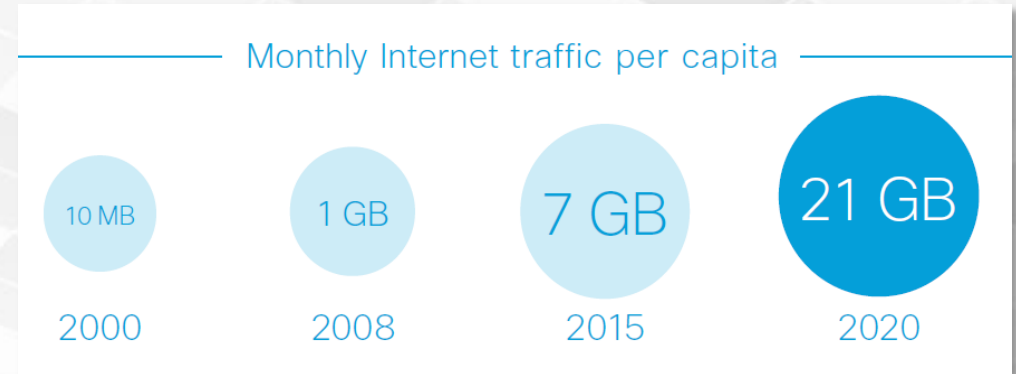 Monthly Internet traffic per capita
10 MB
1 GB
7 GB
21 GB
2000
2008
2015
2020